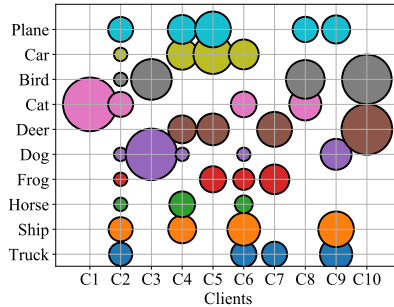 Plane
Car
Bird
Cat
Deer
Dog
Frog
Horse
Ship
Truck
C1 C2 C3 C4 C5 C6 C7 C8 C9 C10
Clients